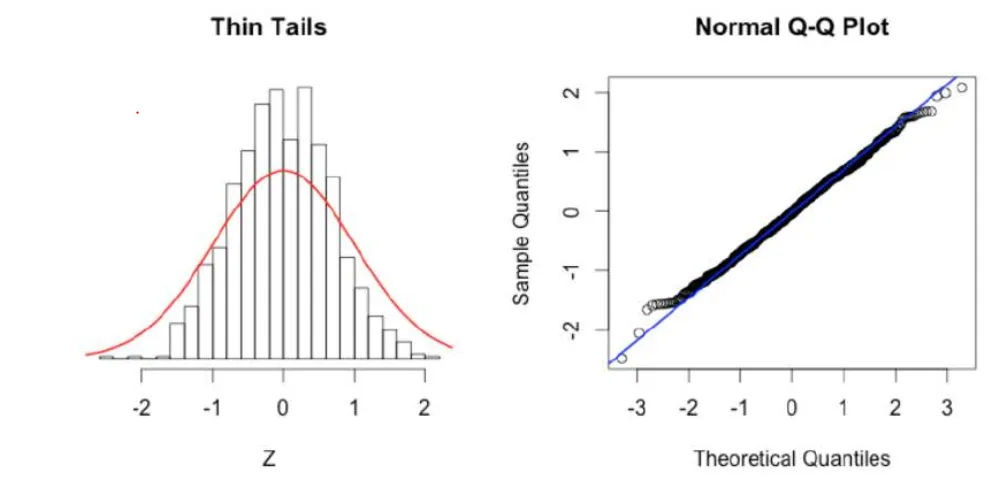 Thin Tails
-2 -1 0 1 2
Z
Normal Q-Q Plot
Sample Quantiles
2
1
0
-1
-2
-3 -2 -1 0 1 2 3
Theoretical Quantiles